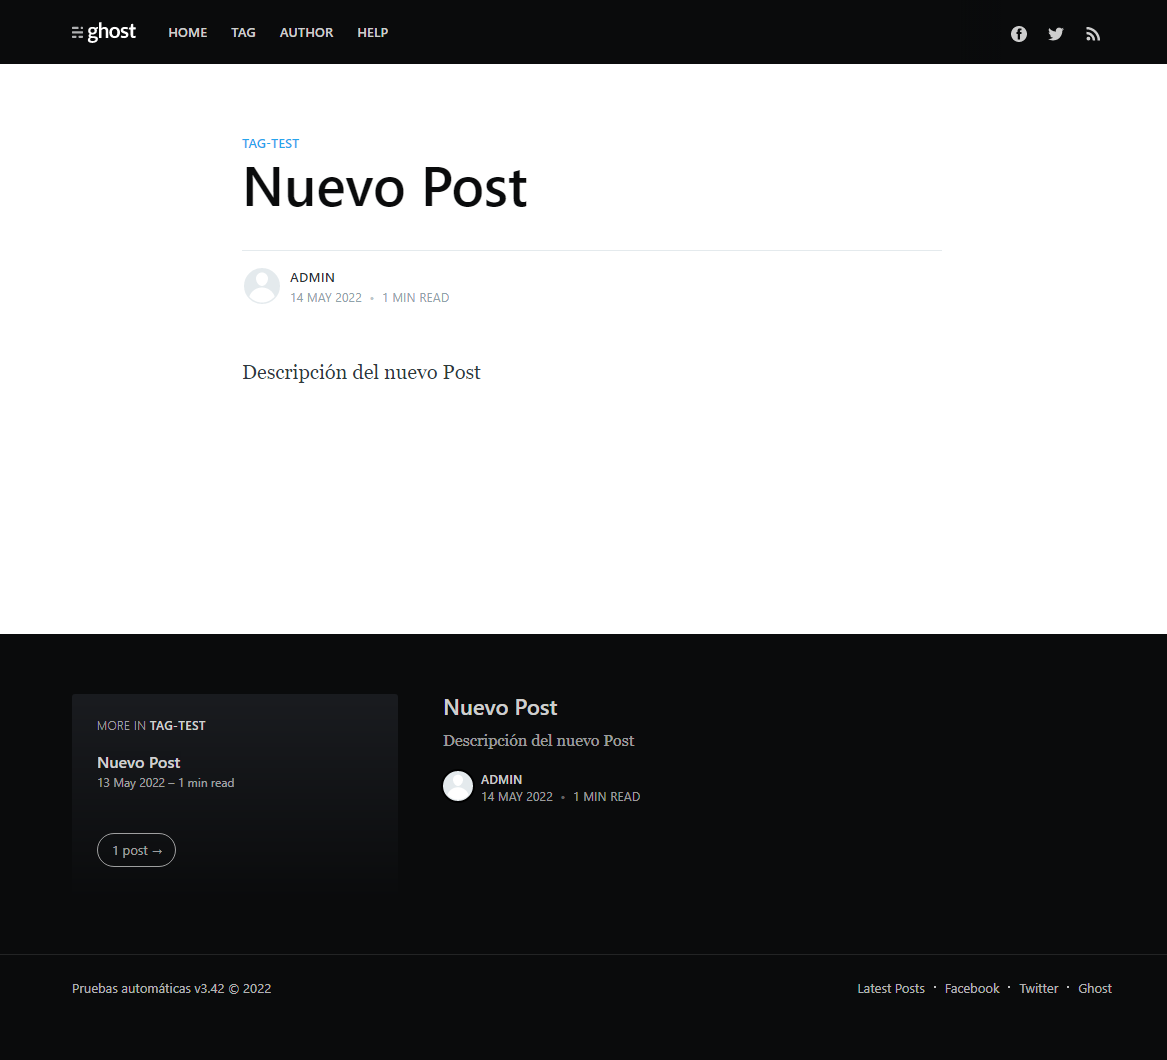 ghost HOME TAG AUTHOR HELP
TAG-TEST
Nuevo Post
ADMIN
14 MAY 2022 • 1 MIN READ
Descripción del nuevo Post
MORE IN TAG-TEST
Nuevo Post
13 May 2022 – 1 min read
1 post →
Nuevo Post
Descripción del nuevo Post
ADMIN
14 MAY 2022 • 1 MIN READ
Pruebas automáticas v3.42 © 2022
Latest Posts · Facebook · Twitter · Ghost